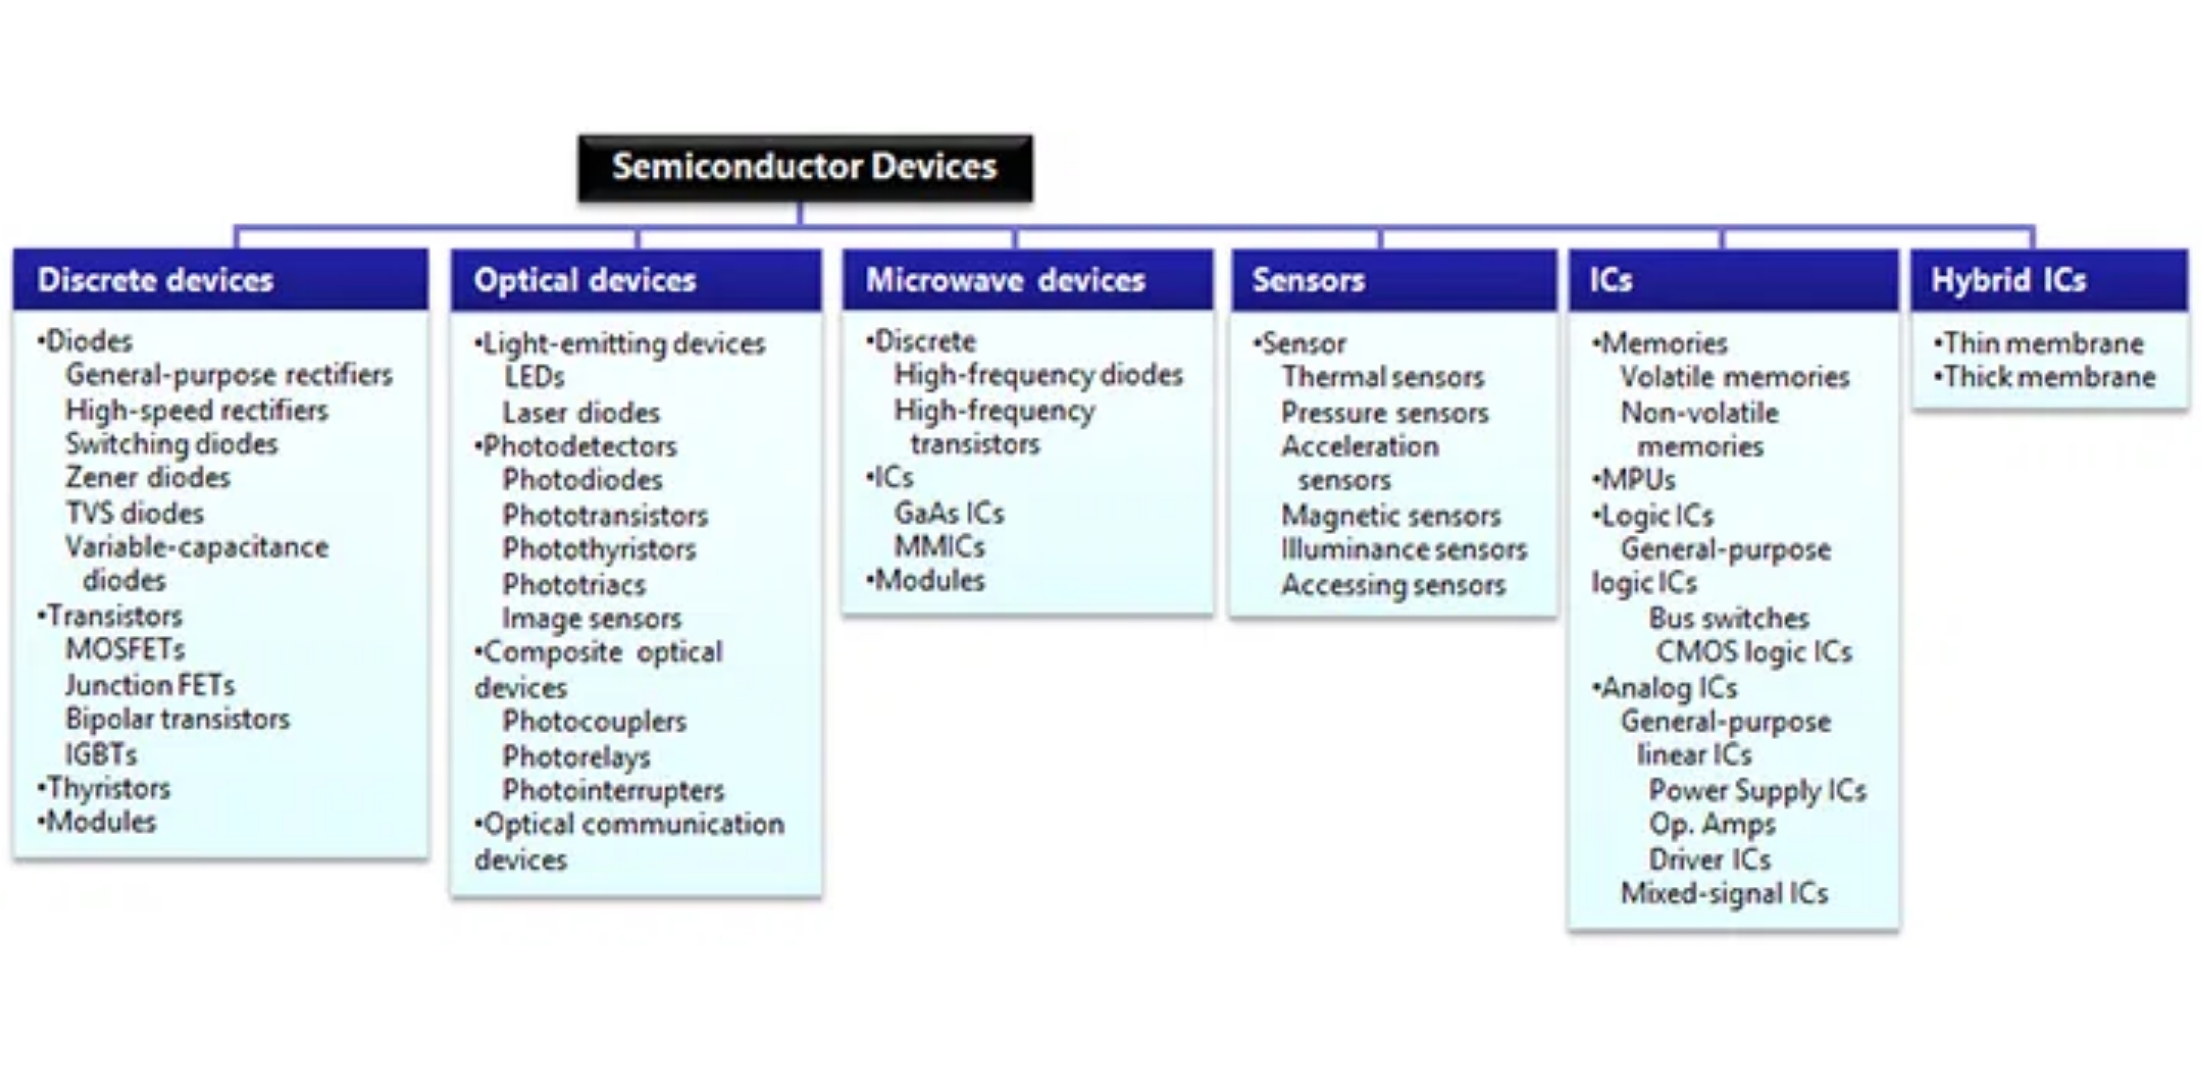 Semiconductor Devices
Discrete devices
•Diodes
General-purpose rectifiers
High-speed rectifiers
Switching diodes
Zener diodes
TVS diodes
Variable-capacitance
diodes
•Transistors
MOSFETs
Junction FETs
Bipolar transistors
IGBTs
•Thyristors
•Modules
Optical devices
•Light-emitting devices
LEDs
Laser diodes
•Photodetectors
Photodiodes
Phototransistors
Photothyristors
Phototriacs
Image sensors
•Composite optical
devices
Photocouplers
Photorelays
Photointerrupters
•Optical communication
devices
Microwave devices
•Discrete
High-frequency diodes
High-frequency
transistors
•ICs
GaAs ICs
MMICs
•Modules
Sensors
•Sensor
Thermal sensors
Pressure sensors
Acceleration
sensors
Magnetic sensors
Illuminance sensors
Accessing sensors
ICs
•Memories
Volatile memories
Non-volatile
memories
•MPUs
•Logic ICs
General-purpose
logic ICs
Bus switches
CMOS logic ICs
•Analog ICs
General-purpose
linear ICs
Power Supply ICs
Op. Amps
Driver ICs
Mixed-signal ICs
Hybrid ICs
•Thin membrane
•Thick membrane